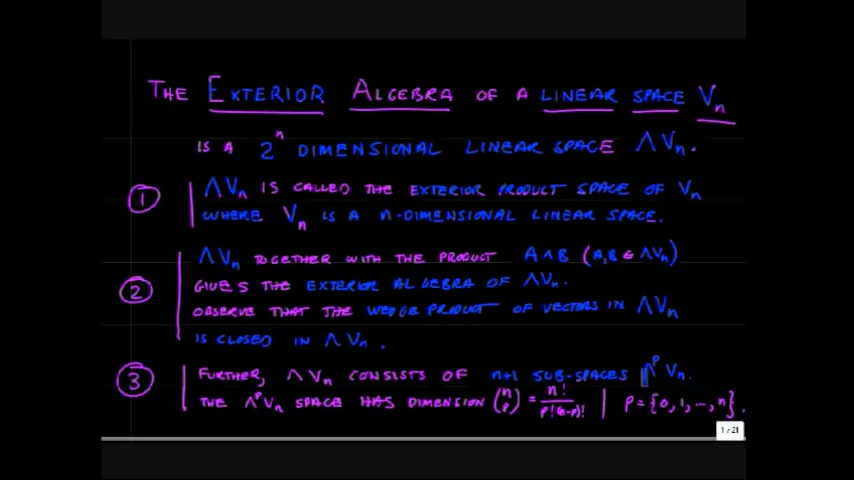 THE EXTERIOR ALGEBRA OF A LINEAR SPACE Vₙ
IS A 2ⁿ DIMENSIONAL LINEAR SPACE ΛVₙ.
① ΛVₙ IS CALLED THE EXTERIOR PRODUCT SPACE OF Vₙ
WHERE Vₙ IS A n-DIMENSIONAL LINEAR SPACE.
② ΛVₙ TOGETHER WITH THE PRODUCT A∧B (A,B ∈ ΛVₙ)
GIVES THE EXTERIOR ALGEBRA OF ΛVₙ.
OBSERVE THAT THE WEDGE PRODUCT OF VECTORS IN ΛVₙ
IS CLOSED IN ΛVₙ.
③ FURTHER, ΛVₙ CONSISTS OF n+1 SUB-SPACES ΛᵖVₙ.
THE ΛᵖVₙ SPACE HAS DIMENSION (n p) = n!/p!(n-p)! | P={0,1,...,n}.
1/21